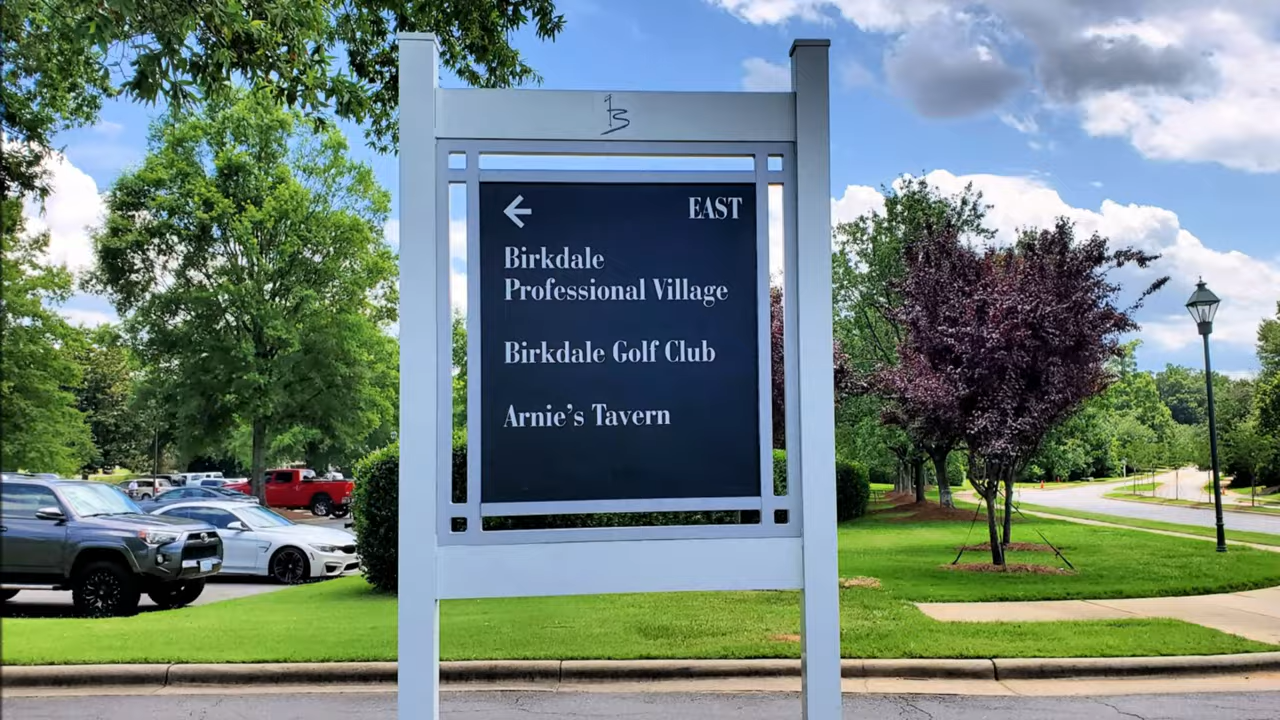 B
← EAST
Birkdale
Professional Village
Birkdale Golf Club
Arnie's Tavern